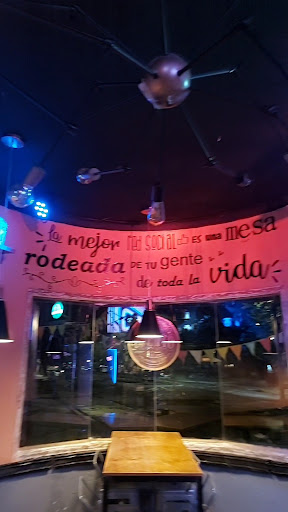 ¡la mejor red social es una mesa
rodeada DE TU gente de toda la vida!